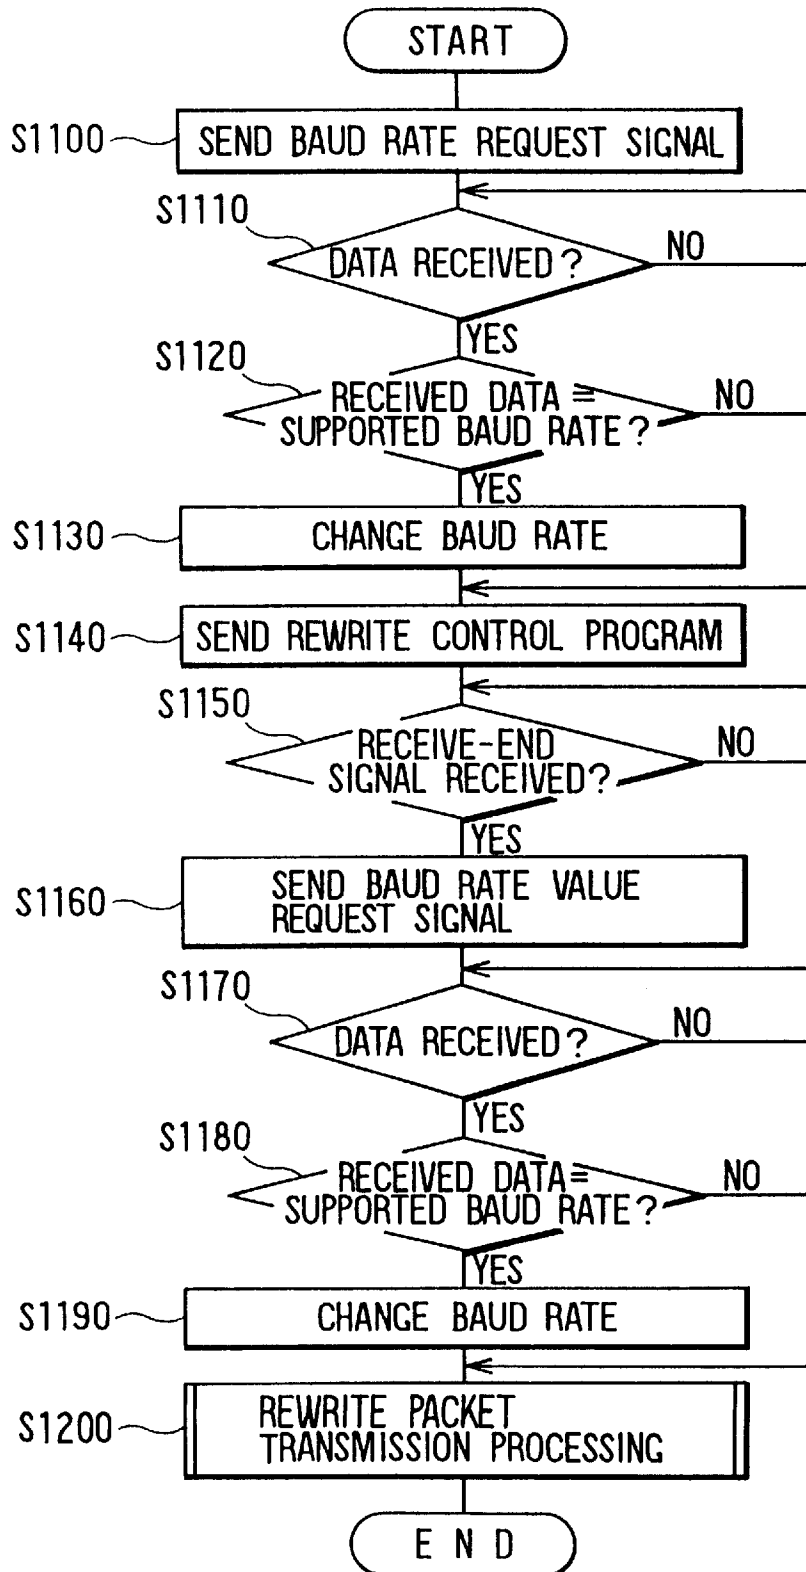 START
S1100
SEND BAUD RATE REQUEST SIGNAL
S1110
DATA RECEIVED?
NO
YES
S1120
RECEIVED DATA =
SUPPORTED BAUD RATE?
NO
YES
S1130
CHANGE BAUD RATE
S1140
SEND REWRITE CONTROL PROGRAM
S1150
RECEIVE-END
SIGNAL RECEIVED?
NO
YES
S1160
SEND BAUD RATE VALUE
REQUEST SIGNAL
S1170
DATA RECEIVED?
NO
YES
S1180
RECEIVED DATA=
SUPPORTED BAUD RATE?
NO
YES
S1190
CHANGE BAUD RATE
S1200
REWRITE PACKET
TRANSMISSION PROCESSING
END